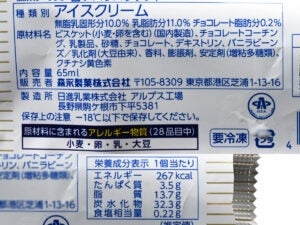 種類別 アイスクリーム
無脂乳固形分10.0% 乳脂肪分11.0% チョコレート脂肪分0.2%
原材料名 ビスケット(小麦・卵を含む)(国内製造)、チョコレートコーチン
グ、乳製品、砂糖、チョコレート、デキストリン、バニラビーン
ズ/乳化剤(大豆由来)、香料、膨張剤、安定剤(増粘多糖類)、
クチナシ黄色素
内容量 65ml
販売者 森永製菓株式会社 〒105-8309 東京都港区芝浦1-13-16
製造所 日進乳業株式会社 アルプス工場
長野県駒ヶ根市下平5381
保存上の注意 -18℃以下で保存してください。
原材料に含まれるアレルギー物質(28品目中)
小麦・卵・乳・大豆
要冷凍
4
栄養成分表示 1個当たり
エネルギー 267kcal
たんぱく質 3.5g
脂質 13.7g
炭水化物 32.3g
食塩相当量 0.22g